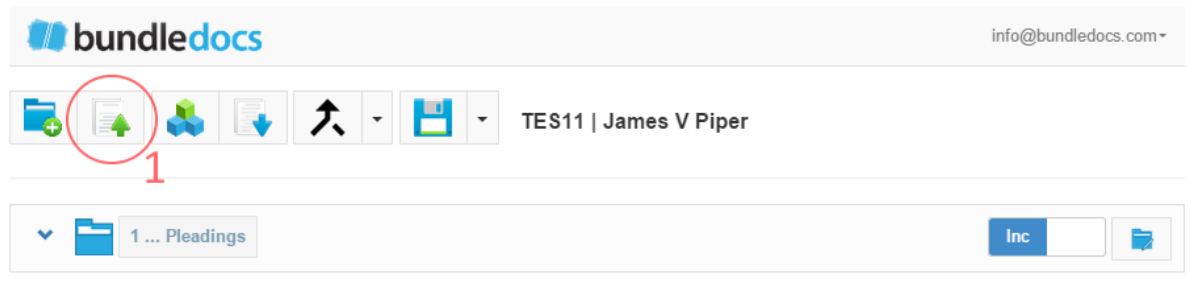 bundledocs
info@bundledocs.com
TES11 | James V Piper
1
1 ... Pleadings
Inc